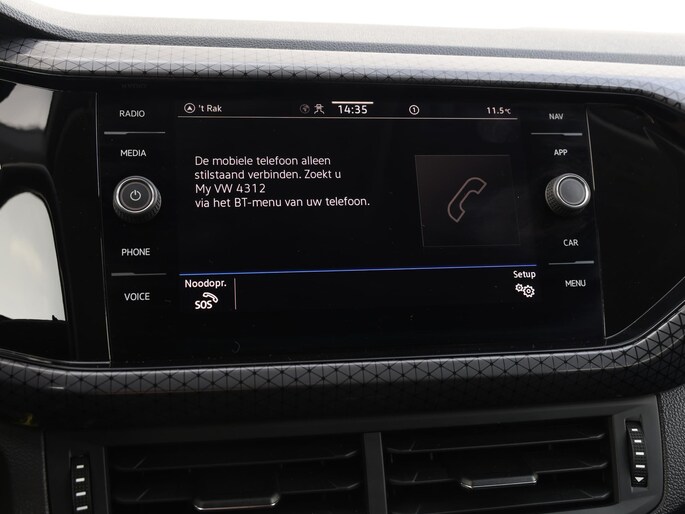 RADIO
MEDIA
PHONE
VOICE
't Rak 14:35 1 11.5°C
De mobiele telefoon alleen
stilstaand verbinden. Zoekt u
My VW 4312
via het BT-menu van uw telefoon.
Noodopr.
SOS
Setup
NAV
APP
CAR
MENU